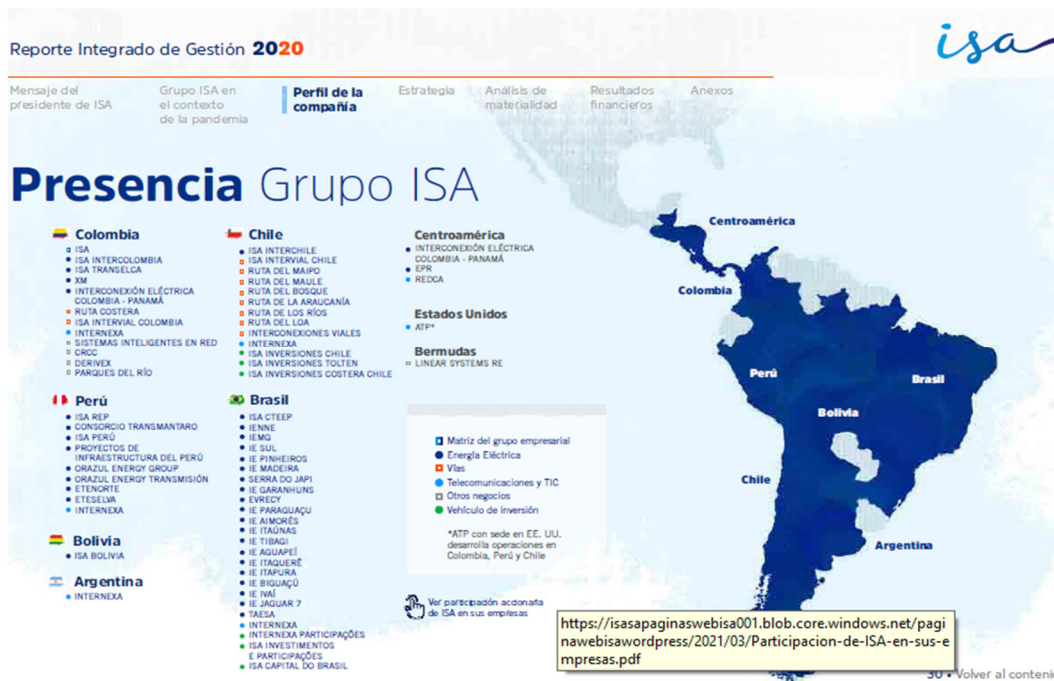 Reporte Integrado de Gestión 2020
isa
Mensaje del
presidente de ISA
Grupo ISA en
el contexto
de la pandemia
Perfil de la
compañía
Estrategia
Análisis de
materialidad
Resultados
financieros
Anexos
Presencia Grupo ISA
Colombia
ISA
ISA INTERCOLOMBIA
ISA TRANSELCA
XM
INTERCONEXIÓN ELÉCTRICA
COLOMBIA - PANAMÁ
RUTA COSTERA
ISA INTERVIAL COLOMBIA
INTERNEXA
SISTEMAS INTELIGENTES EN RED
CRCC
DERIVEX
PARQUES DEL RÍO
Perú
ISA REP
CONSORCIO TRANSMANTARO
ISA PERÚ
PROYECTOS DE
INFRAESTRUCTURA DEL PERÚ
ORAZUL ENERGY GROUP
ORAZUL ENERGY TRANSMISIÓN
ETENORTE
ETESELVA
INTERNEXA
Bolivia
ISA BOLIVIA
Argentina
INTERNEXA
Chile
ISA INTERCHILE
ISA INTERVIAL CHILE
RUTA DEL MAIPO
RUTA DEL MAULE
RUTA DEL BOSQUE
RUTA DE LA ARAUCANÍA
RUTA DE LOS RÍOS
RUTA DEL LOA
INTERCONEXIONES VIALES
INTERNEXA
ISA INVERSIONES CHILE
ISA INVERSIONES TOLTEN
ISA INVERSIONES COSTERA CHILE
Brasil
ISA CTEEP
IENNE
IEMG
IE SUL
IE PINHEIROS
IE MADEIRA
SERRA DO JAPI
IE GARANHUNS
EVRECY
IE PARAGUAÇU
IE AIMORÉS
IE ITAÚNAS
IE TIBAGI
IE AGUAPEÍ
IE ITAQUERÊ
IE ITAPURA
IE BIGUAÇÚ
IE IVAÍ
IE JAGUAR 7
TAESA
INTERNEXA
INTERNEXA PARTICIPAÇÕES
ISA INVESTIMENTOS
E PARTICIPAÇÕES
ISA CAPITAL DO BRASIL
Centroamérica
INTERCONEXIÓN ELÉCTRICA
COLOMBIA - PANAMÁ
EPR
REDCA
Estados Unidos
ATP*
Bermudas
LINEAR SYSTEMS RE
Matriz del grupo empresarial
Energía Eléctrica
Vías
Telecomunicaciones y TIC
Otros negocios
Vehículo de inversión
*ATP con sede en EE. UU.
desarrolla operaciones en
Colombia, Perú y Chile
Ver participación accionaria
de ISA en sus empresas
Centroamérica
Colombia
Perú
Brasil
Bolivia
Chile
Argentina
https://isasapaginaswebisa001.blob.core.windows.net/pagi
nawebisawordpress/2021/03/Participacion-de-ISA-en-sus-e
mpresas.pdf
30 • Volver al conteni